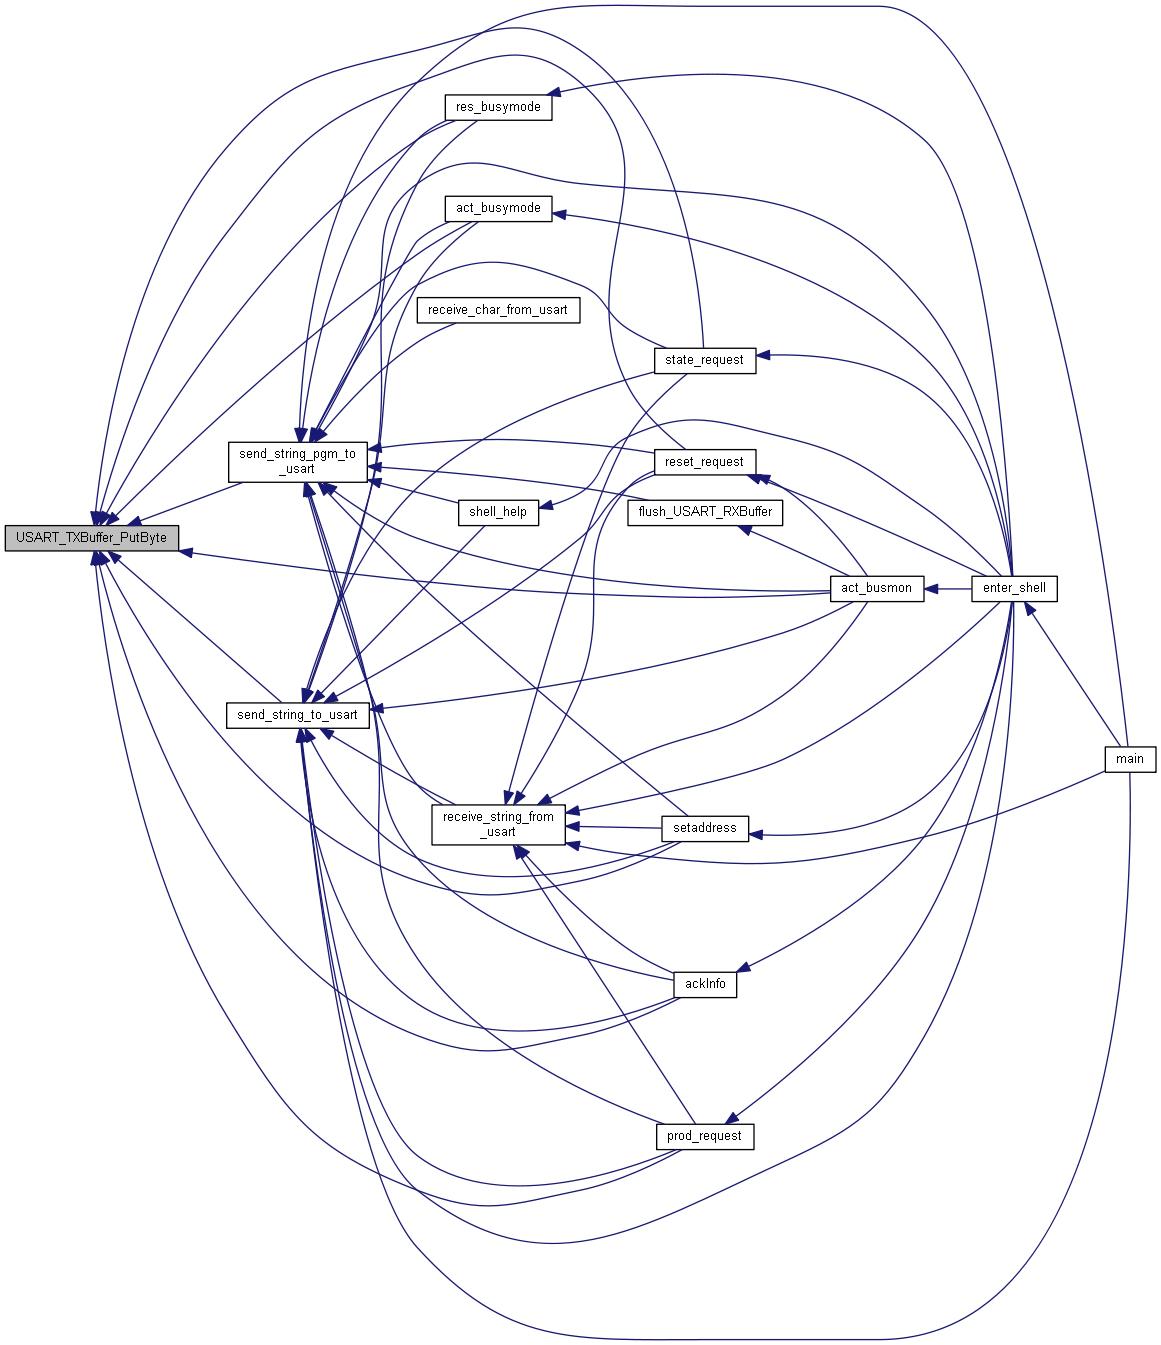 res_busymode
act_busymode
receive_char_from_usart
state_request
send_string_pgm_to
_usart
reset_request
shell_help
flush_USART_RXBuffer
USART_TXBuffer_PutByte
act_busmon
enter_shell
send_string_to_usart
main
receive_string_from
_usart
setaddress
ackInfo
prod_request